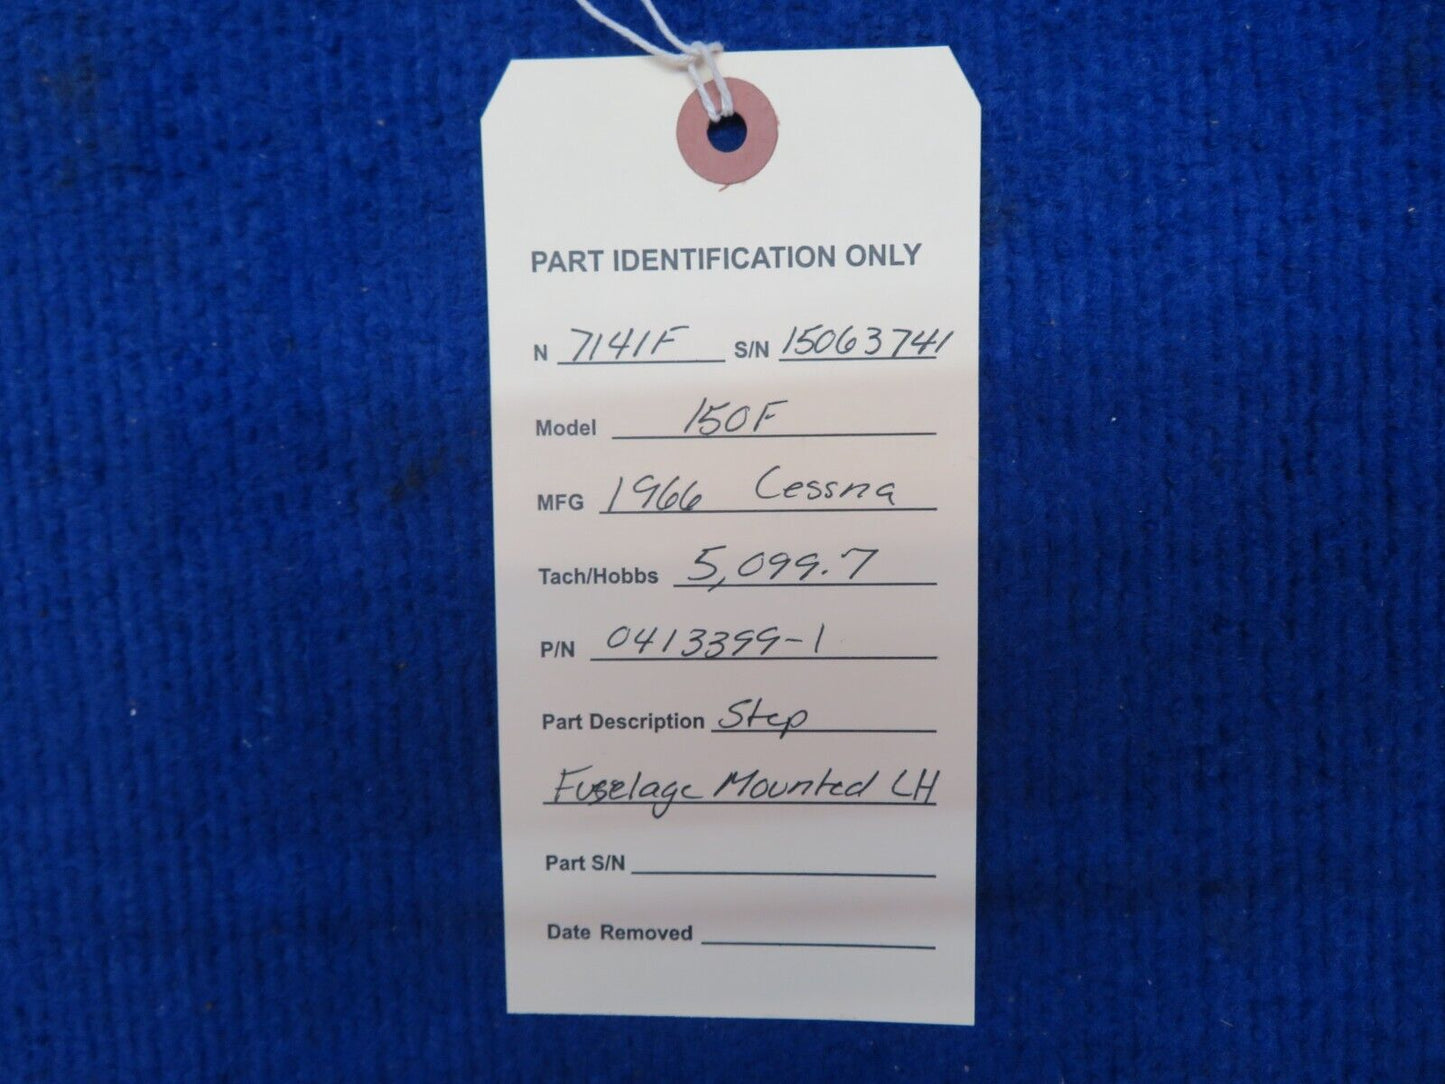 PART IDENTIFICATION ONLY
N 7141F S/N 15063741
Model 150F
MFG 1966 Cessna
Tach/Hobbs 5,099.7
P/N 0413399-1
Part Description Step
Fuselage Mounted LH
Part S/N
Date Removed